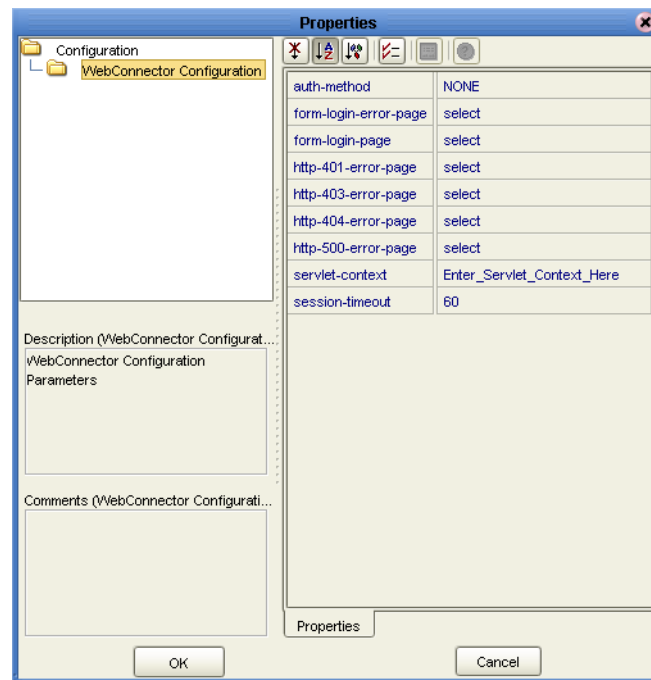 Properties
Configuration
WebConnector Configuration
auth-method NONE
form-login-error-page select
form-login-page select
http-401-error-page select
http-403-error-page select
http-404-error-page select
http-500-error-page select
servlet-context Enter_Servlet_Context_Here
session-timeout 60
Description (WebConnector Configurat...
WebConnector Configuration
Parameters
Comments (WebConnector Configurati...
Properties
OK
Cancel